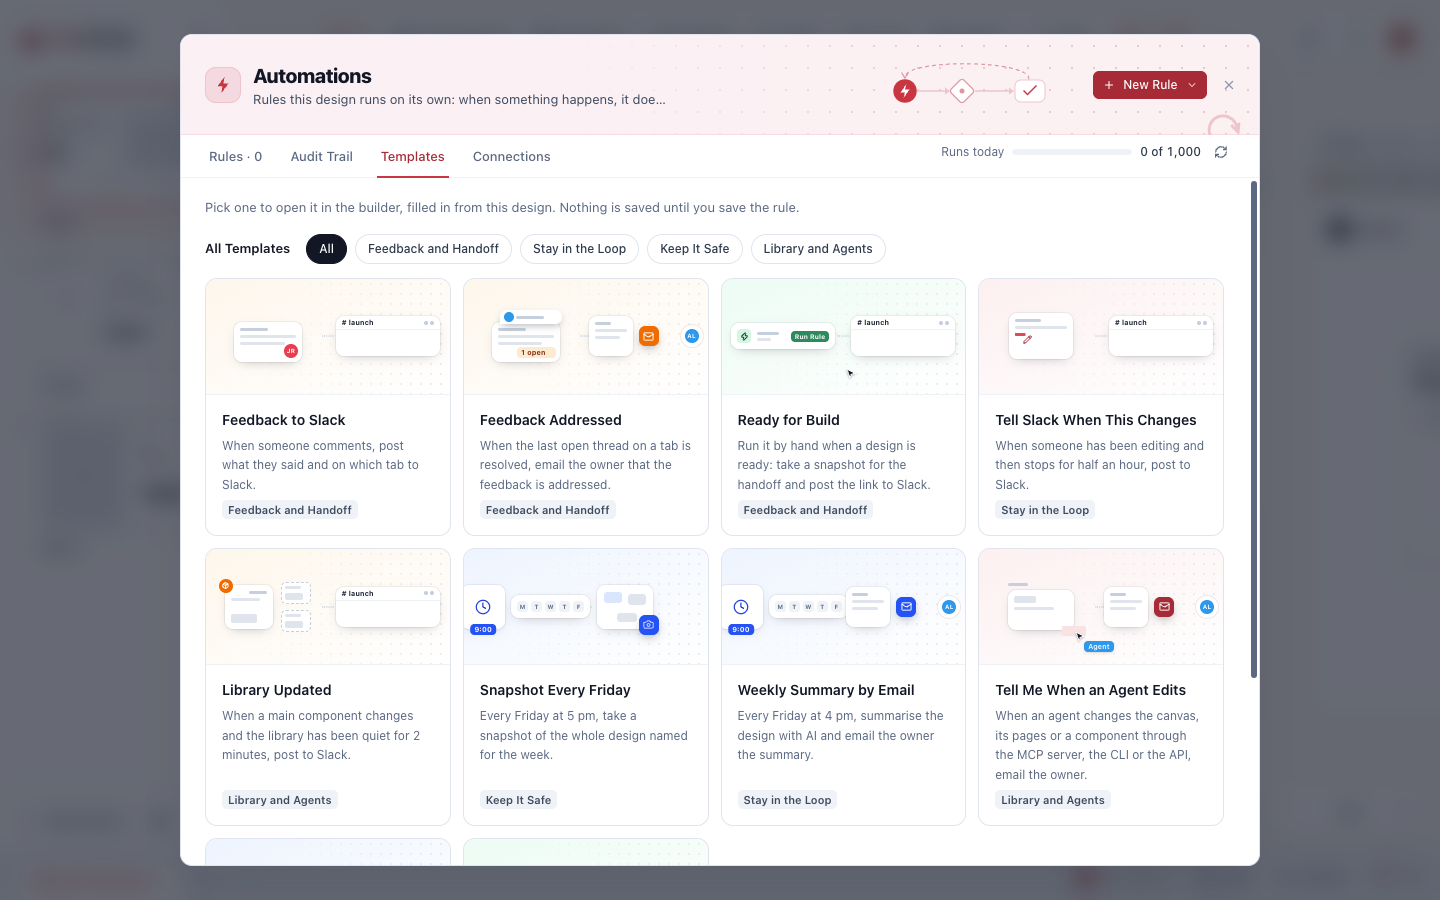 Automations
Rules this design runs on its own: when something happens, it doe...
New Rule
Rules · 0
Audit Trail
Templates
Connections
Runs today
0 of 1,000
Pick one to open it in the builder, filled in from this design. Nothing is saved until you save the rule.
All Templates
All
Feedback and Handoff
Stay in the Loop
Keep It Safe
Library and Agents
# launch
JR
Feedback to Slack
When someone comments, post
what they said and on which tab to
Slack.
Feedback and Handoff
1 open
AL
Feedback Addressed
When the last open thread on a tab is
resolved, email the owner that the
feedback is addressed.
Feedback and Handoff
Run Rule
# launch
Ready for Build
Run it by hand when a design is
ready: take a snapshot for the
handoff and post the link to Slack.
Feedback and Handoff
# launch
Tell Slack When This Changes
When someone has been editing and
then stops for half an hour, post to
Slack.
Stay in the Loop
# launch
Library Updated
When a main component changes
and the library has been quiet for 2
minutes, post to Slack.
Library and Agents
M T W T F
9:00
Snapshot Every Friday
Every Friday at 5 pm, take a
snapshot of the whole design named
for the week.
Keep It Safe
M T W T F
AL
9:00
Weekly Summary by Email
Every Friday at 4 pm, summarise the
design with AI and email the owner
the summary.
Stay in the Loop
AL
Agent
Tell Me When an Agent Edits
When an agent changes the canvas,
its pages or a component through
the MCP server, the CLI or the API,
email the owner.
Library and Agents